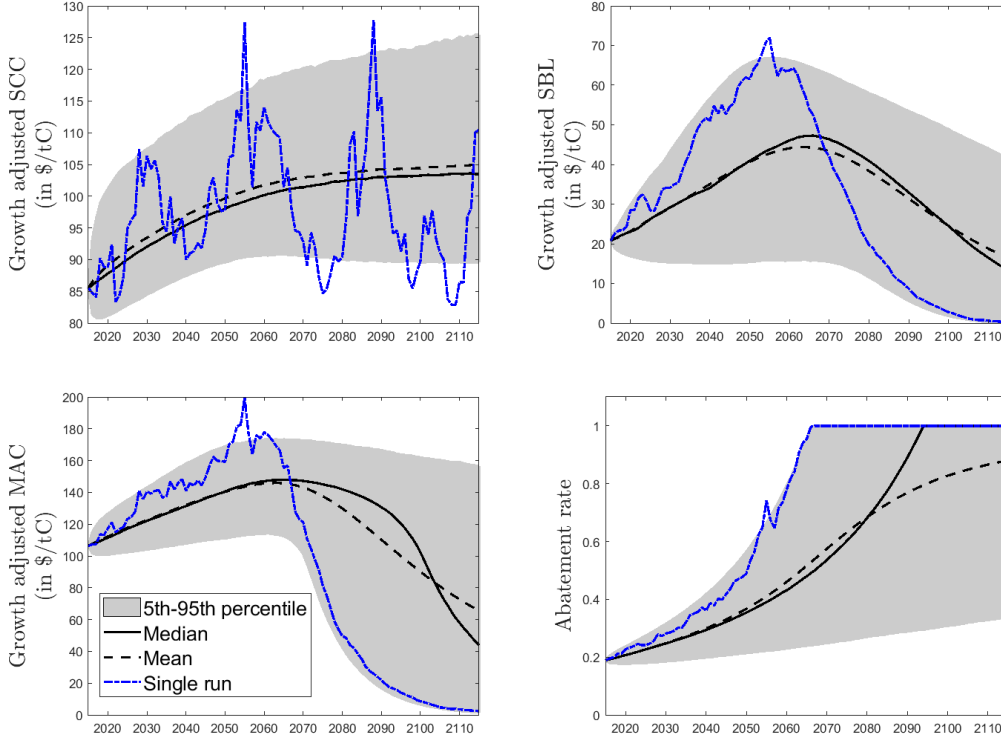 Growth adjusted SCC
(in $/tC)
130
125
120
115
110
105
100
95
90
85
80
2020 2030 2040 2050 2060 2070 2080 2090 2100 2110
Growth adjusted SBL
(in $/tC)
80
70
60
50
40
30
20
10
0
2020 2030 2040 2050 2060 2070 2080 2090 2100 2110
Growth adjusted MAC
(in $/tC)
200
180
160
140
120
100
80
60
40
20
0
5th-95th percentile
Median
Mean
Single run
2020 2030 2040 2050 2060 2070 2080 2090 2100 2110
Abatement rate
1
0.8
0.6
0.4
0.2
0
2020 2030 2040 2050 2060 2070 2080 2090 2100 2110